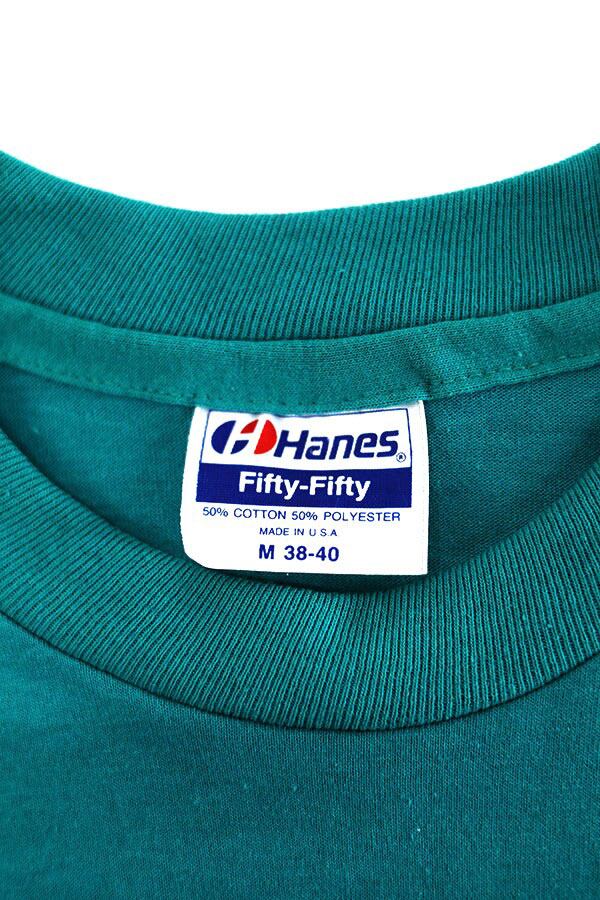 Hanes®
Fifty-Fifty
50% COTTON 50% POLYESTER
MADE IN U.S.A
M 38-40